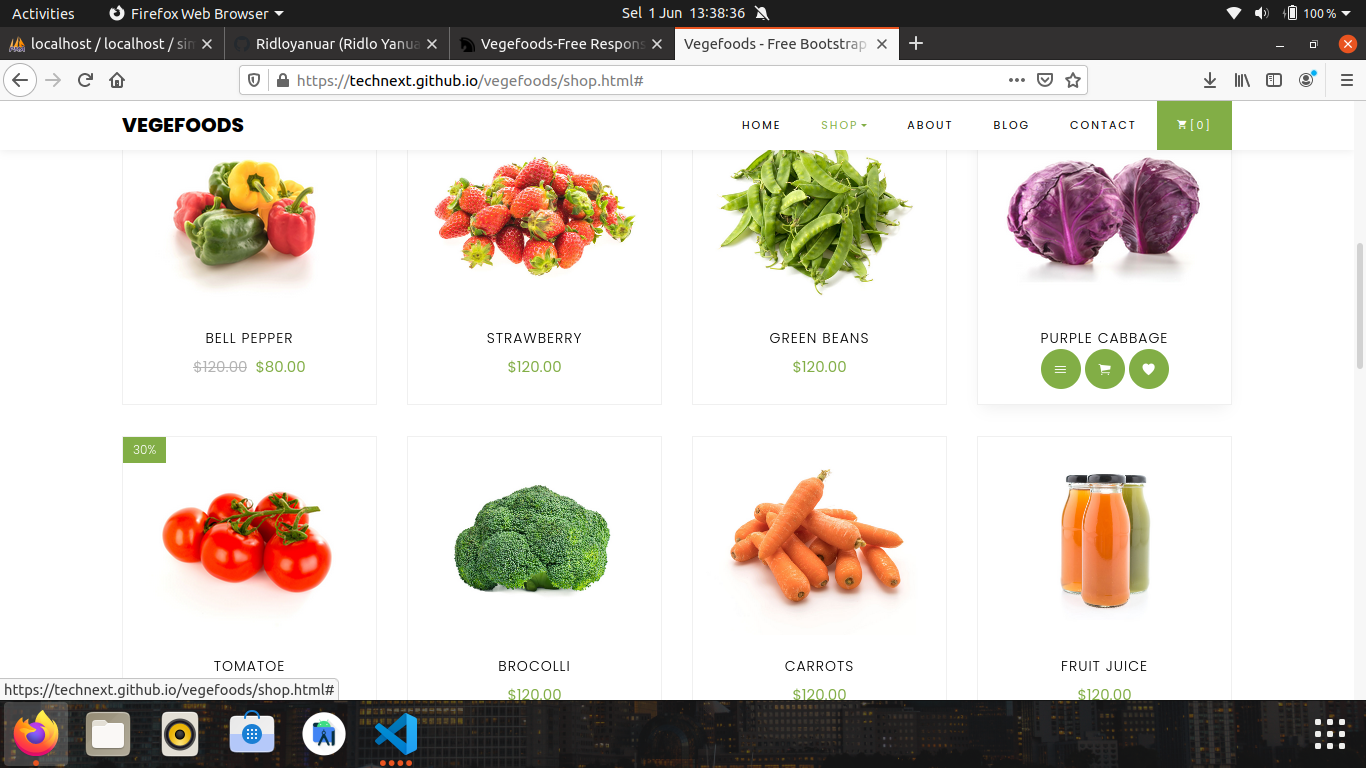 Activities Firefox Web Browser Sel 1 Jun 13:38:36 100 %
localhost / localhost / sin Ridloyanuar (Ridlo Yanua Vegefoods-Free Respons Vegefoods - Free Bootstrap
https://technext.github.io/vegefoods/shop.html#
VEGEFOODS HOME SHOP ABOUT BLOG CONTACT [0]
BELL PEPPER STRAWBERRY GREEN BEANS PURPLE CABBAGE
$120.00 $80.00 $120.00 $120.00
30%
TOMATOE BROCOLLI CARROTS FRUIT JUICE
$120.00 $120.00 $120.00
https://technext.github.io/vegefoods/shop.html#